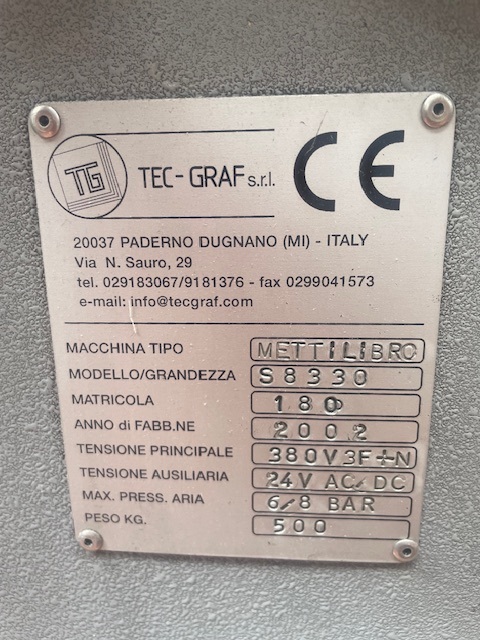 TG TEC-GRAF s.r.l. CE
20037 PADERNO DUGNANO (MI) - ITALY
Via N. Sauro, 29
tel. 029183067/9181376 - fax 0299041573
e-mail: info@tecgraf.com
MACCHINA TIPO METTILIBRO
MODELLO/GRANDEZZA S8330
MATRICOLA 180
ANNO di FABB.NE 2002
TENSIONE PRINCIPALE 380V3F+N
TENSIONE AUSILIARIA 24V AC/DC
MAX. PRESS. ARIA 6/8 BAR
PESO KG. 500